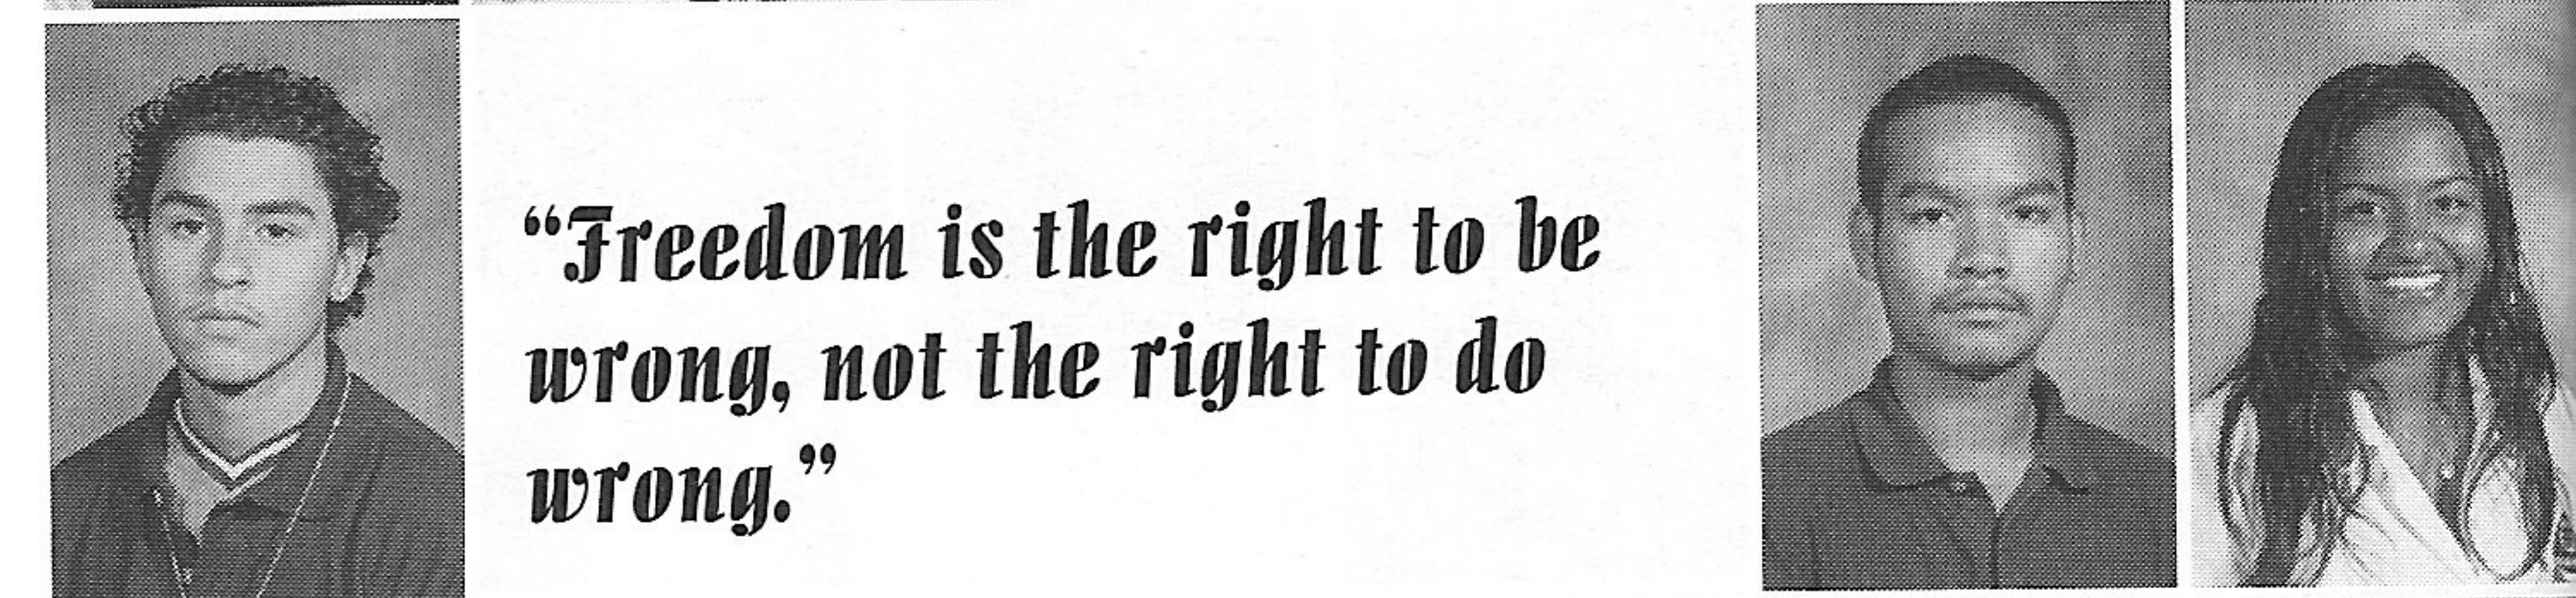 “Freedom is the right to be
wrong, not the right to do
wrong.”